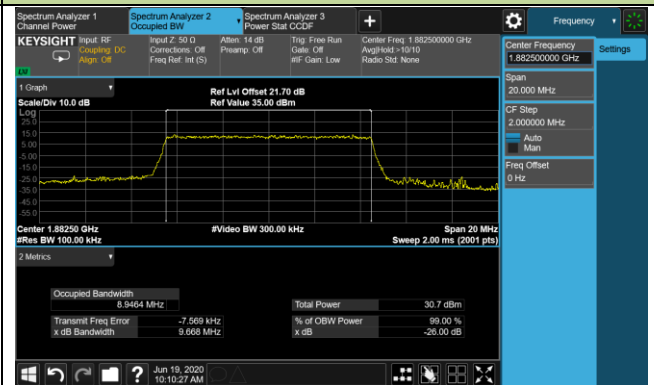 Spectrum Analyzer 1
Channel Power
Spectrum Analyzer 2
Occupied BW
Spectrum Analyzer 3
Power Stat CCDF
+
Frequency
KEYSIGHT
Input: RF
Coupling: DC
Align: Off
Input Z: 50 Ω
Corrections: Off
Freq Ref: Int (S)
Atten: 14 dB
Preamp: Off
Trig: Free Run
Gate: Off
#IF Gain: Low
Center Freq: 1.882500000 GHz
Avg|Hold:>10/10
Radio Std: None
Center Frequency
1.882500000 GHz
Settings
Span
20.000 MHz
CF Step
2.000000 MHz
Auto
Man
Freq Offset
0 Hz
1 Graph
Scale/Div 10.0 dB
Ref Lvl Offset 21.70 dB
Ref Value 35.00 dBm
Log
25.0
15.0
5.00
-5.00
-15.0
-25.0
-35.0
-45.0
-55.0
Center 1.88250 GHz
#Video BW 300.00 kHz
Span 20 MHz
#Res BW 100.00 kHz
Sweep 2.00 ms (2001 pts)
2 Metrics
Occupied Bandwidth
8.9464 MHz
Total Power
30.7 dBm
Transmit Freq Error
-7.569 kHz
% of OBW Power
99.00 %
x dB Bandwidth
9.668 MHz
x dB
-26.00 dB
?
Jun 19, 2020
10:10:27 AM